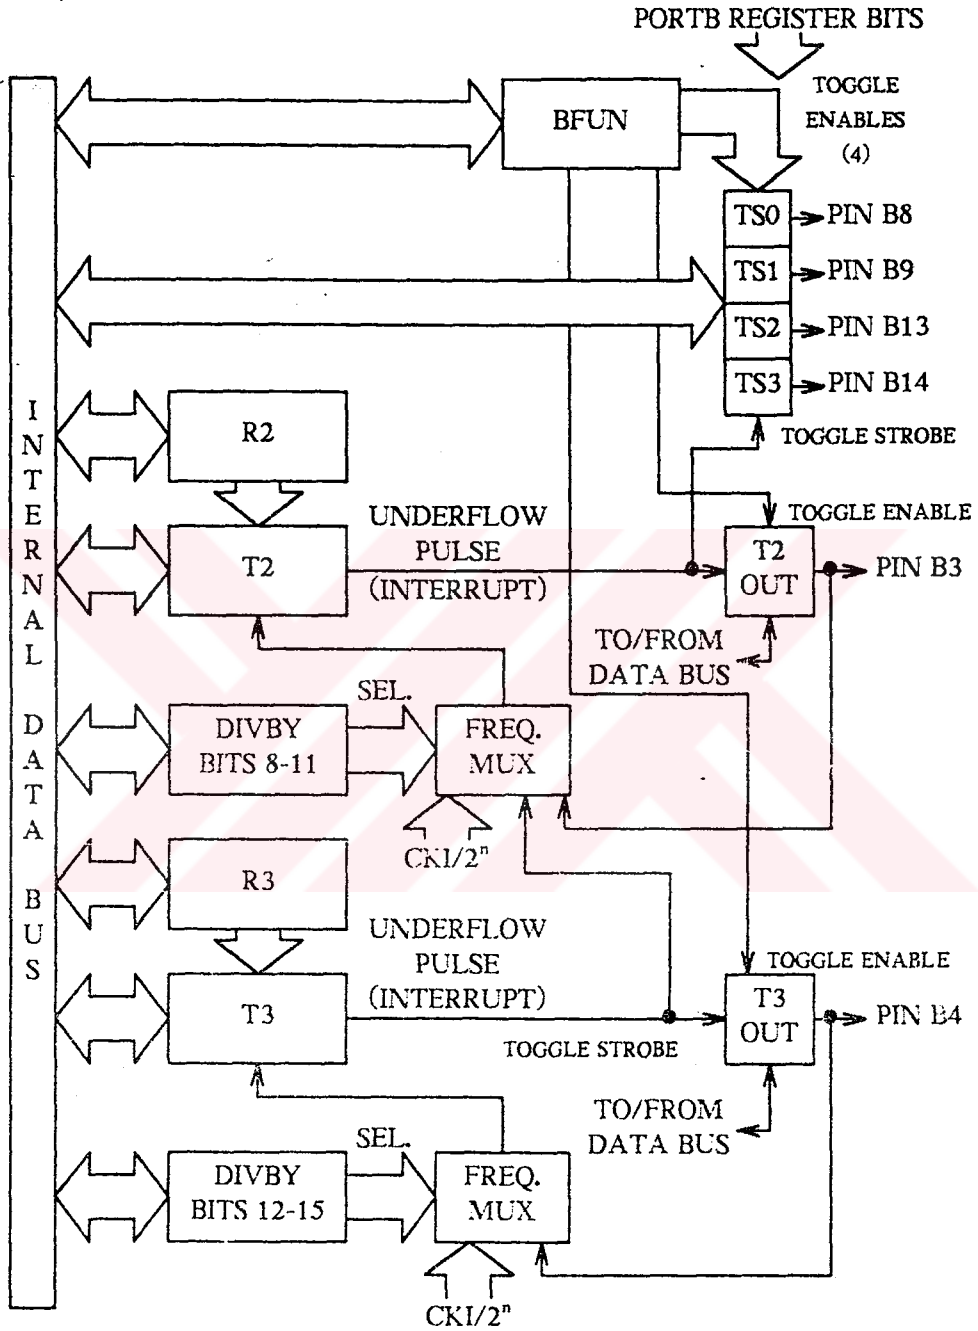 PORTB REGISTER BITS
TOGGLE
ENABLES
(4)
BFUN
TS0
PIN B8
TS1
PIN B9
TS2
PIN B13
TS3
PIN B14
TOGGLE STROBE
INTERNAL DATA BUS
R2
UNDERFLOW
PULSE
(INTERRUPT)
T2
TOGGLE ENABLE
T2
OUT
PIN B3
TO/FROM
DATA BUS
SEL.
DIVBY
BITS 8-11
FREQ.
MUX
CKI/2ⁿ
R3
UNDERFLOW
PULSE
(INTERRUPT)
T3
TOGGLE STROBE
TOGGLE ENABLE
T3
OUT
PIN B4
TO/FROM
DATA BUS
SEL.
DIVBY
BITS 12-15
FREQ.
MUX
CKI/2ⁿ